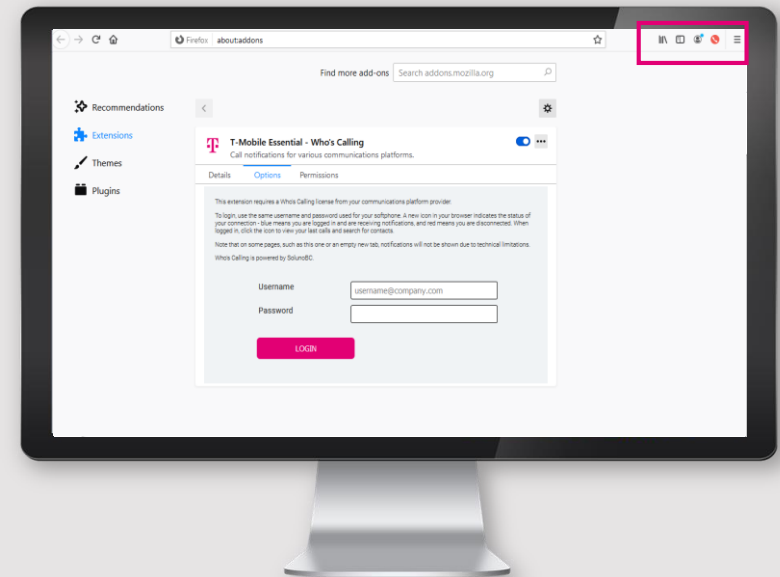 Firefox about:addons
Find more add-ons Search addons.mozilla.org
Recommendations
Extensions
Themes
Plugins
T-Mobile Essential - Who's Calling
Call notifications for various communications platforms.
Details Options Permissions
This extension requires a Who's Calling license from your communications platform provider.
To login, use the same username and password used for your softphone. A new icon in your browser indicates the status of
your connection - blue means you are logged in and are receiving notifications, and red means you are disconnected. When
logged in, click the icon to view your last calls and search for contacts.
Note that on some pages, such as this one or an empty new tab, notifications will not be shown due to technical limitations.
Who's Calling is powered by SolunoBC.
Username username@company.com
Password
LOGIN